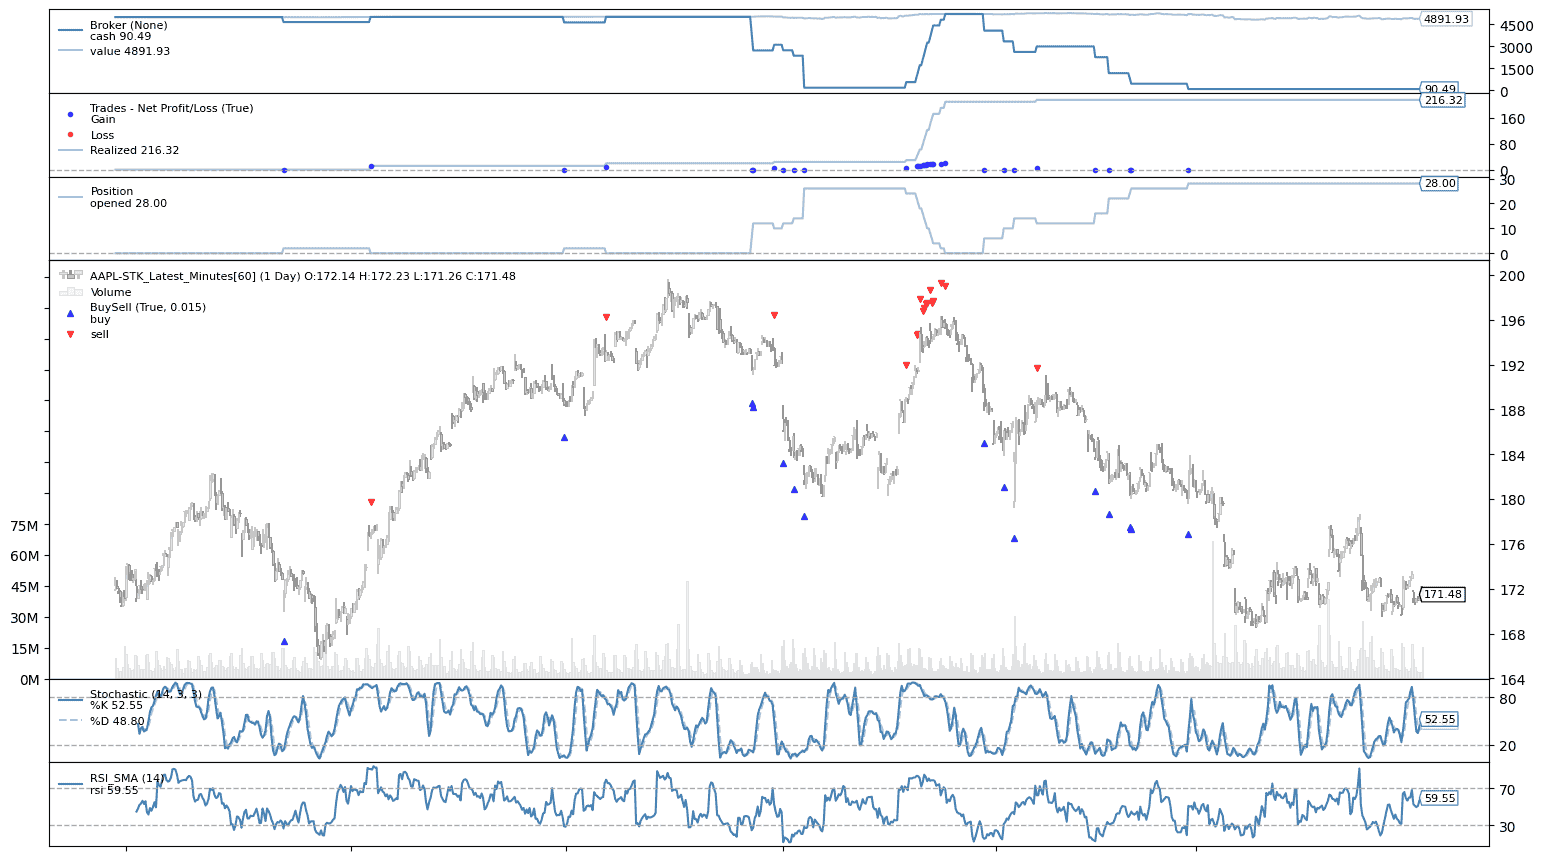 Broker (None)
cash 90.49
value 4891.93
4891.93
4500
3000
1500
90.49
0
Trades - Net Profit/Loss (True)
Gain
Loss
Realized 216.32
216.32
160
80
0
Position
opened 28.00
30
28.00
20
10
0
AAPL-STK_Latest_Minutes[60] (1 Day) O:172.14 H:172.23 L:171.26 C:171.48
Volume
BuySell (True, 0.015)
buy
sell
200
196
192
188
184
180
176
172
171.48
168
164
75M
60M
45M
30M
15M
0M
Stochastic (14, 3, 3)
%K 52.55
%D 48.80
80
52.55
20
RSI_SMA (14)
rsi 59.55
70
59.55
30